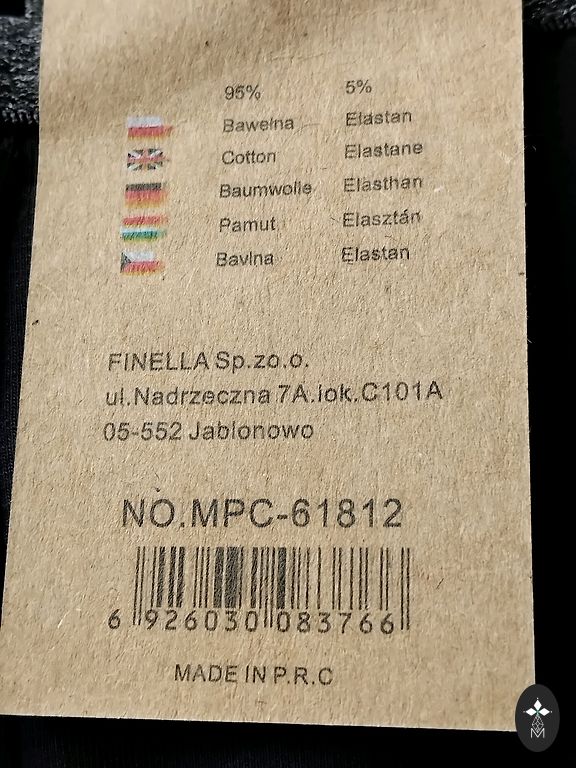 95% 5%
Bawełna Elastan
Cotton Elastane
Baumwolle Elasthan
Pamut Elasztán
Bavlna Elastan
FINELLA Sp.zo.o.
ul.Nadrzeczna 7A.lok.C101A
05-552 Jablonowo
NO.MPC-61812
6 926030 083766
MADE IN P.R.C
M